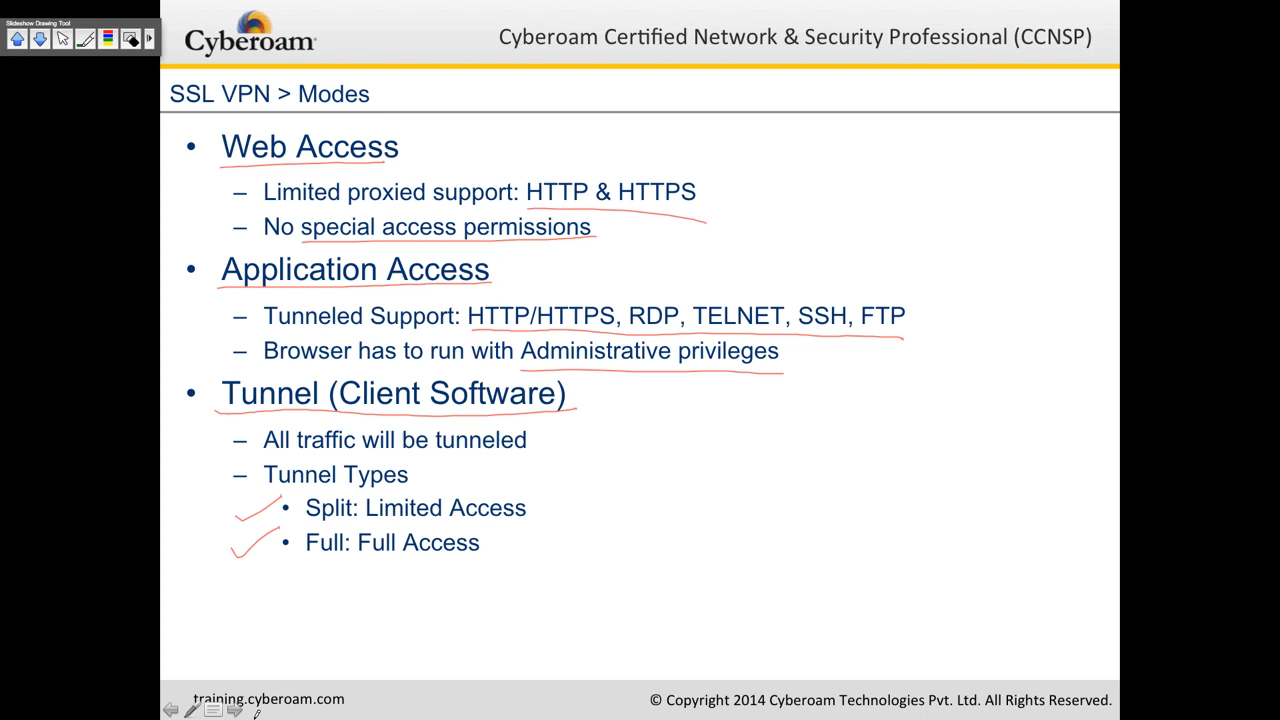 Slideshow Drawing Tool
Cyberoam
Cyberoam Certified Network & Security Professional (CCNSP)
SSL VPN > Modes
• Web Access
– Limited proxied support: HTTP & HTTPS
– No special access permissions
• Application Access
– Tunneled Support: HTTP/HTTPS, RDP, TELNET, SSH, FTP
– Browser has to run with Administrative privileges
• Tunnel (Client Software)
– All traffic will be tunneled
– Tunnel Types
• Split: Limited Access
• Full: Full Access
training.cyberoam.com
© Copyright 2014 Cyberoam Technologies Pvt. Ltd. All Rights Reserved.